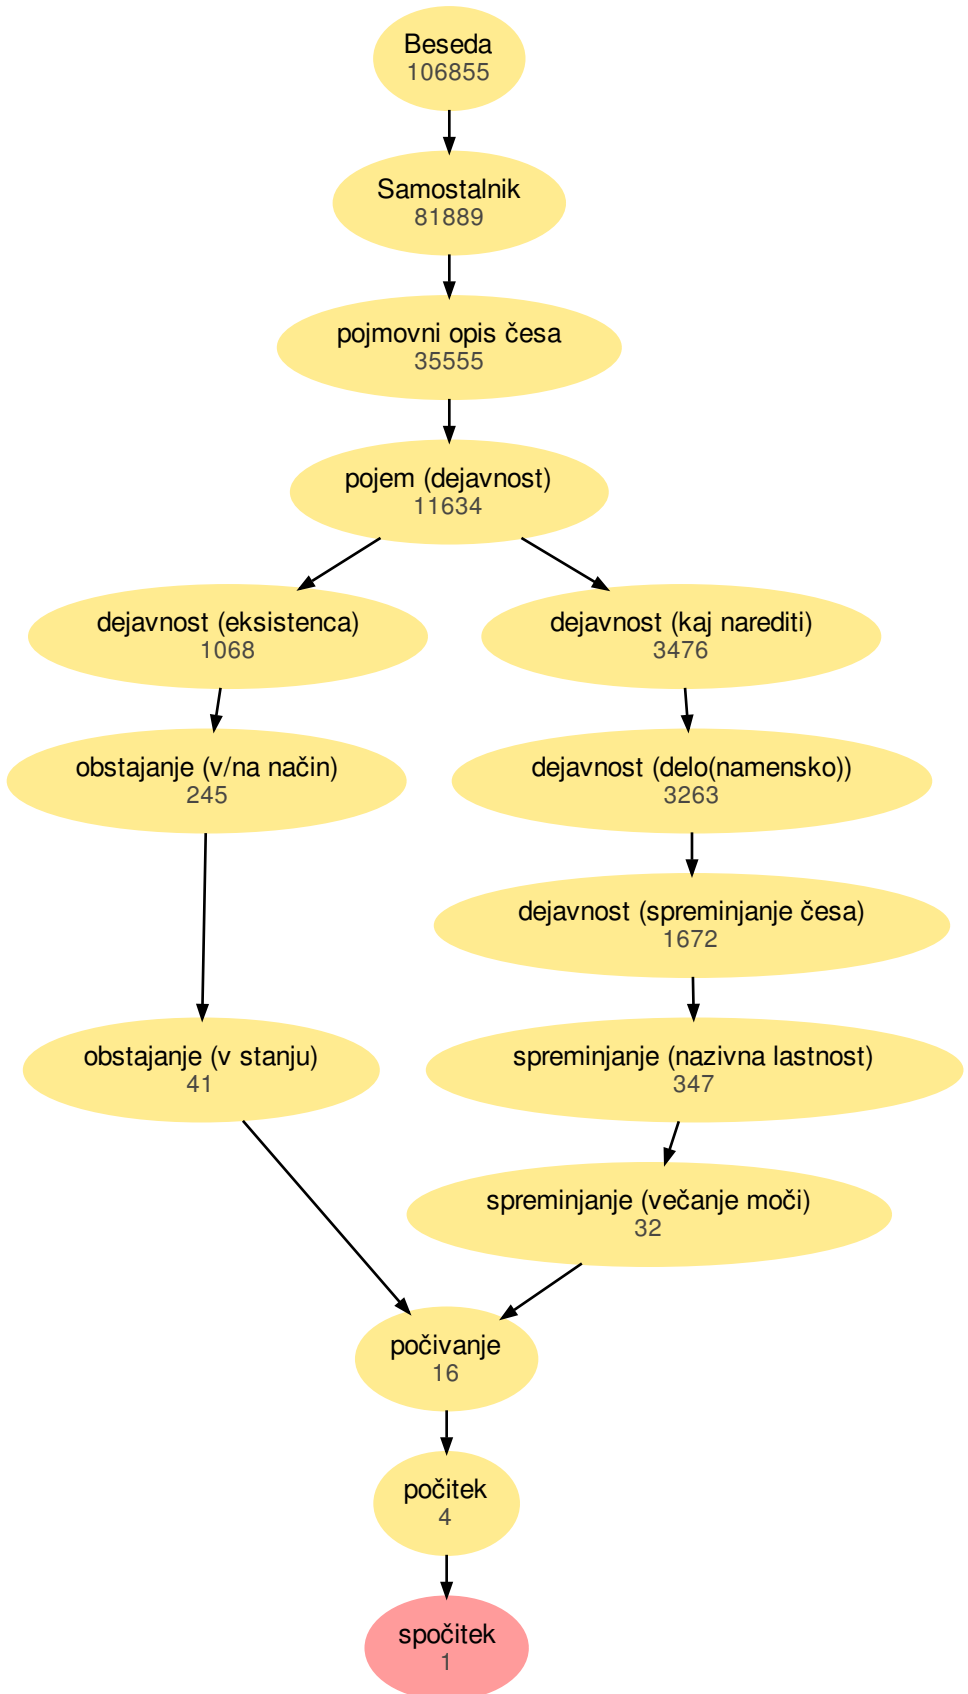 Beseda
106855
Samostalnik
81889
pojmovni opis česa
35555
pojem (dejavnost)
11634
dejavnost (eksistenca)
1068
dejavnost (kaj narediti)
3476
obstajanje (v/na način)
245
dejavnost (delo(namensko))
3263
dejavnost (spreminjanje česa)
1672
obstajanje (v stanju)
41
spreminjanje (nazivna lastnost)
347
spreminjanje (večanje moči)
32
počivanje
16
počitek
4
spočitek
1